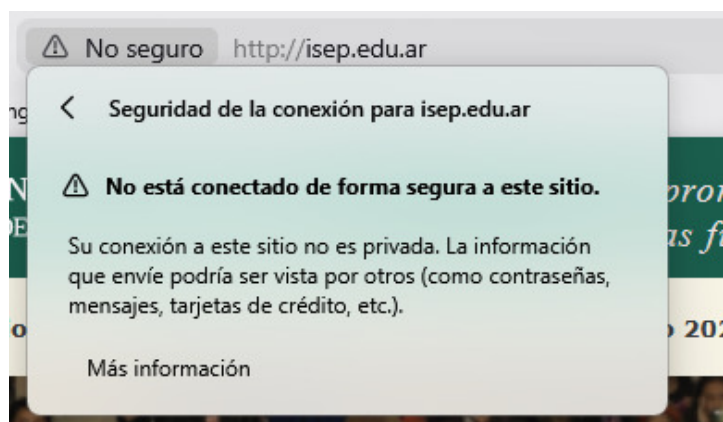 No seguro http://isep.edu.ar
Seguridad de la conexión para isep.edu.ar
No está conectado de forma segura a este sitio.
Su conexión a este sitio no es privada. La información
que envíe podría ser vista por otros (como contraseñas,
mensajes, tarjetas de crédito, etc.).
Más información